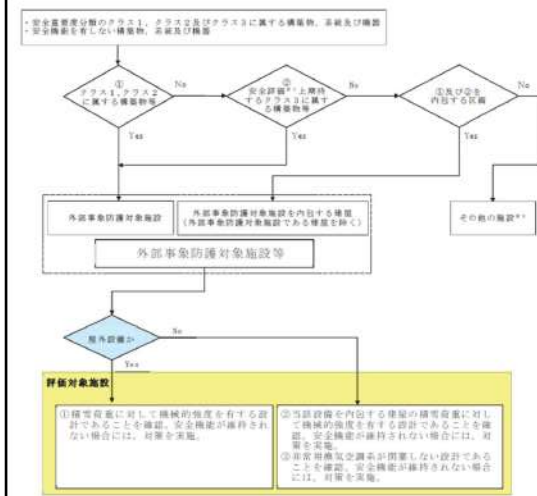 ・安全重要度分類のクラス1，クラス2及びクラス3に属する構築物，系統及び機器
・安全機能を有しない構築物，系統及び機器
①
クラス1，クラス2
に属する構築物等
No
②
安全評価※1上期待
するクラス3に属す
る構築物等
No
①及び②を
内包する区画
Yes
Yes
Yes
外部事象防護対象施設
外部事象防護対象施設を内包する建屋
（外部事象防護対象施設である建屋を除く）
その他の施設
外部事象防護対象施設等
屋外設備か
No
Yes
評価対象施設
①積雪荷重に対して機械的強度を有する設
計であることを確認。安全機能が維持され
ない場合には，対策を実施。
②当該設備を内包する建屋の積雪荷重に対し
て機械的強度を有する設計であることを確
認。安全機能が維持されない場合には，対
策を実施。
③非常用換気空調系が閉塞しない設計である
ことを確認。安全機能が維持されない場合
には，対策を実施。